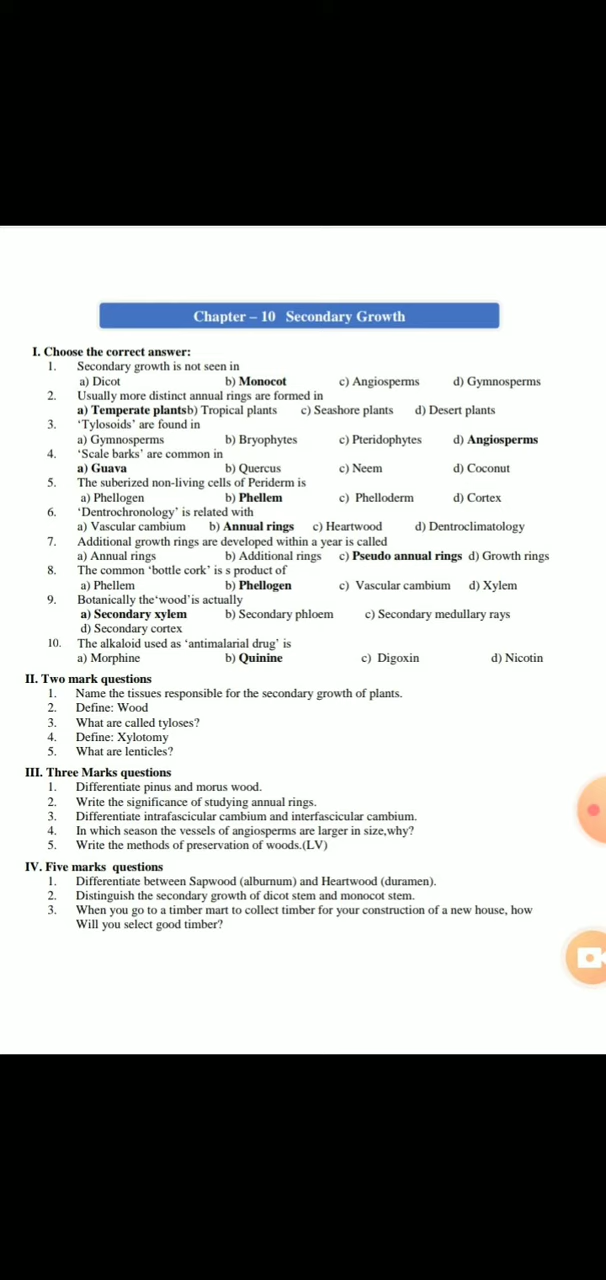 Chapter – 10 Secondary Growth
I. Choose the correct answer:
1. Secondary growth is not seen in
a) Dicot b) Monocot c) Angiosperms d) Gymnosperms
2. Usually more distinct annual rings are formed in
a) Temperate plantsb) Tropical plants c) Seashore plants d) Desert plants
3. ‘Tylosoids’ are found in
a) Gymnosperms b) Bryophytes c) Pteridophytes d) Angiosperms
4. ‘Scale barks’ are common in
a) Guava b) Quercus c) Neem d) Coconut
5. The suberized non-living cells of Periderm is
a) Phellogen b) Phellem c) Phelloderm d) Cortex
6. ‘Dentrochronology’ is related with
a) Vascular cambium b) Annual rings c) Heartwood d) Dentroclimatology
7. Additional growth rings are developed within a year is called
a) Annual rings b) Additional rings c) Pseudo annual rings d) Growth rings
8. The common ‘bottle cork’ is s product of
a) Phellem b) Phellogen c) Vascular cambium d) Xylem
9. Botanically the‘wood’is actually
a) Secondary xylem b) Secondary phloem c) Secondary medullary rays
d) Secondary cortex
10. The alkaloid used as ‘antimalarial drug’ is
a) Morphine b) Quinine c) Digoxin d) Nicotin
II. Two mark questions
1. Name the tissues responsible for the secondary growth of plants.
2. Define: Wood
3. What are called tyloses?
4. Define: Xylotomy
5. What are lenticles?
III. Three Marks questions
1. Differentiate pinus and morus wood.
2. Write the significance of studying annual rings.
3. Differentiate intrafascicular cambium and interfascicular cambium.
4. In which season the vessels of angiosperms are larger in size,why?
5. Write the methods of preservation of woods.(LV)
IV. Five marks questions
1. Differentiate between Sapwood (alburnum) and Heartwood (duramen).
2. Distinguish the secondary growth of dicot stem and monocot stem.
3. When you go to a timber mart to collect timber for your construction of a new house, how
Will you select good timber?